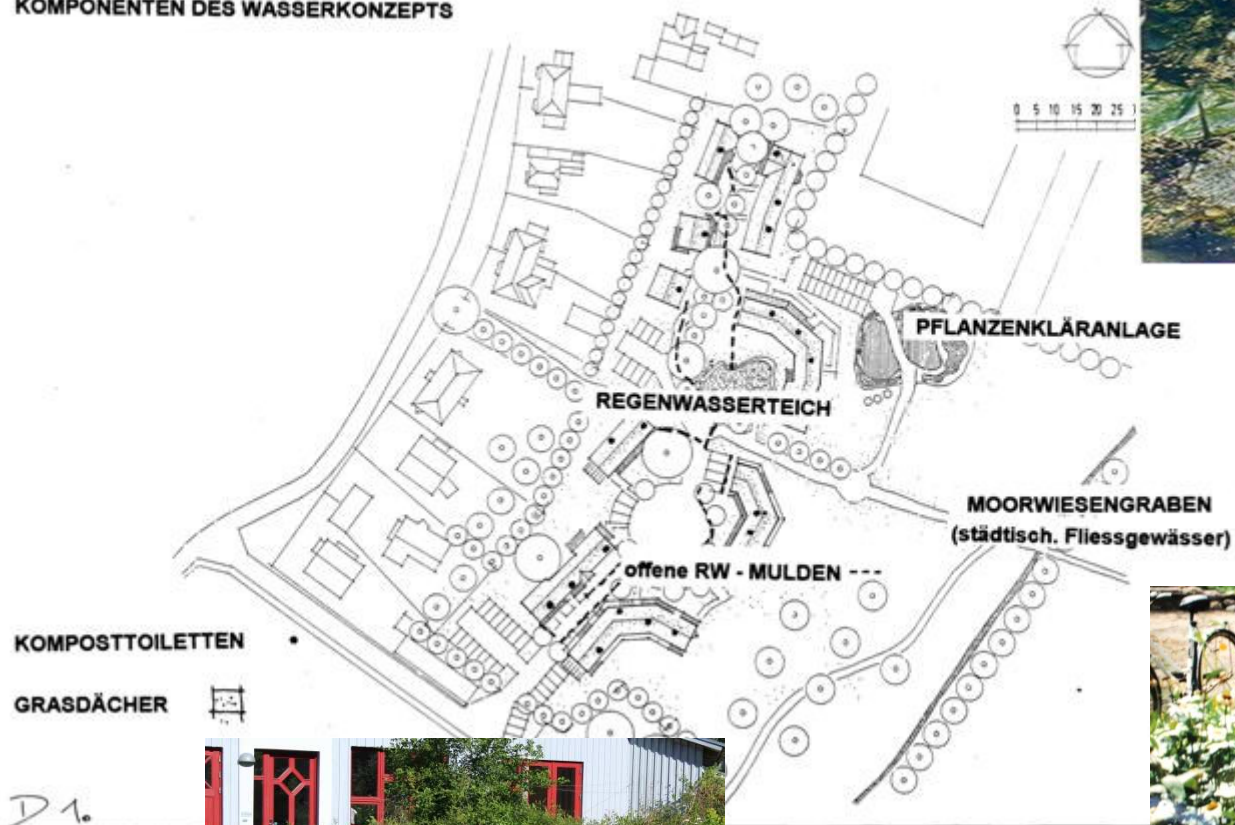 KOMPONENTEN DES WASSERKONZEPTS
0 5 10 15 20 25
PFLANZENKLÄRANLAGE
REGENWASSERTEICH
MOORWIESENGRABEN
(städtisch. Fliessgewässer)
offene RW - MULDEN ---
KOMPOSTTOILETTEN
GRASDÄCHER
D 1.